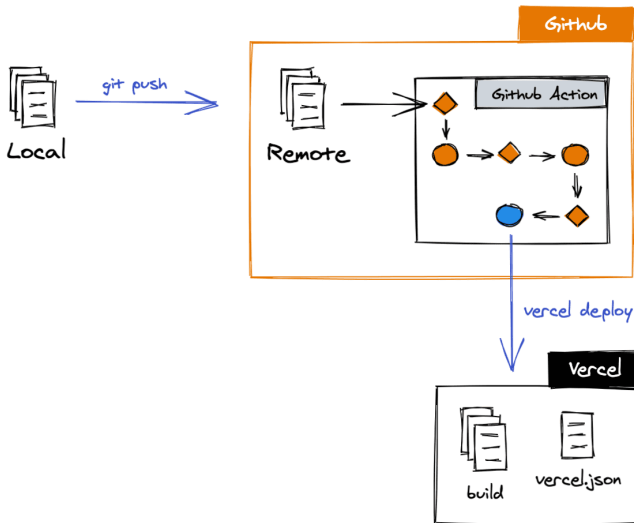 Github
git push
Github Action
Local
Remote
vercel deploy
Vercel
build
vercel.json